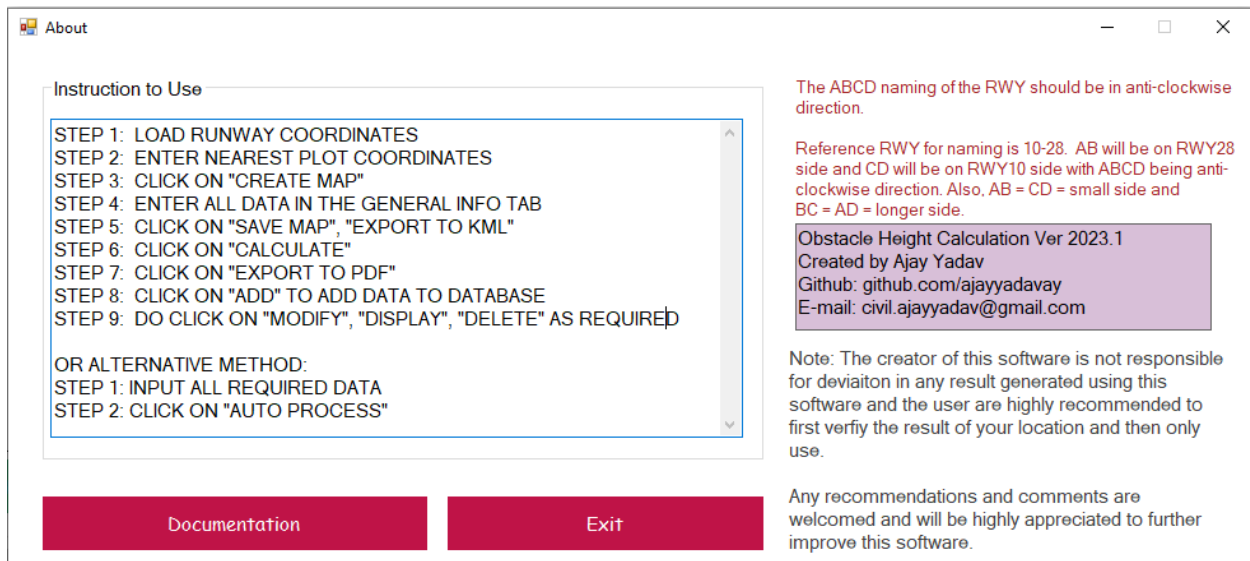 About
Instruction to Use
STEP 1:  LOAD RUNWAY COORDINATES
STEP 2:  ENTER NEAREST PLOT COORDINATES
STEP 3:  CLICK ON "CREATE MAP"
STEP 4:  ENTER ALL DATA IN THE GENERAL INFO TAB
STEP 5:  CLICK ON "SAVE MAP", "EXPORT TO KML"
STEP 6:  CLICK ON "CALCULATE"
STEP 7:  CLICK ON "EXPORT TO PDF"
STEP 8:  CLICK ON "ADD" TO ADD DATA TO DATABASE
STEP 9:  DO CLICK ON "MODIFY", "DISPLAY", "DELETE" AS REQUIRED
OR ALTERNATIVE METHOD:
STEP 1: INPUT ALL REQUIRED DATA
STEP 2: CLICK ON "AUTO PROCESS"
Documentation
Exit
The ABCD naming of the RWY should be in anti-clockwise
direction.
Reference RWY for naming is 10-28.  AB will be on RWY28
side and CD will be on RWY10 side with ABCD being anti-
clockwise direction. Also, AB = CD = small side and
BC = AD = longer side.
Obstacle Height Calculation Ver 2023.1
Created by Ajay Yadav
Github: github.com/ajayyadavay
E-mail: civil.ajayyadav@gmail.com
Note: The creator of this software is not responsible
for deviaiton in any result generated using this
software and the user are highly recommended to
first verfiy the result of your location and then only
use.
Any recommendations and comments are
welcomed and will be highly appreciated to further
improve this software.